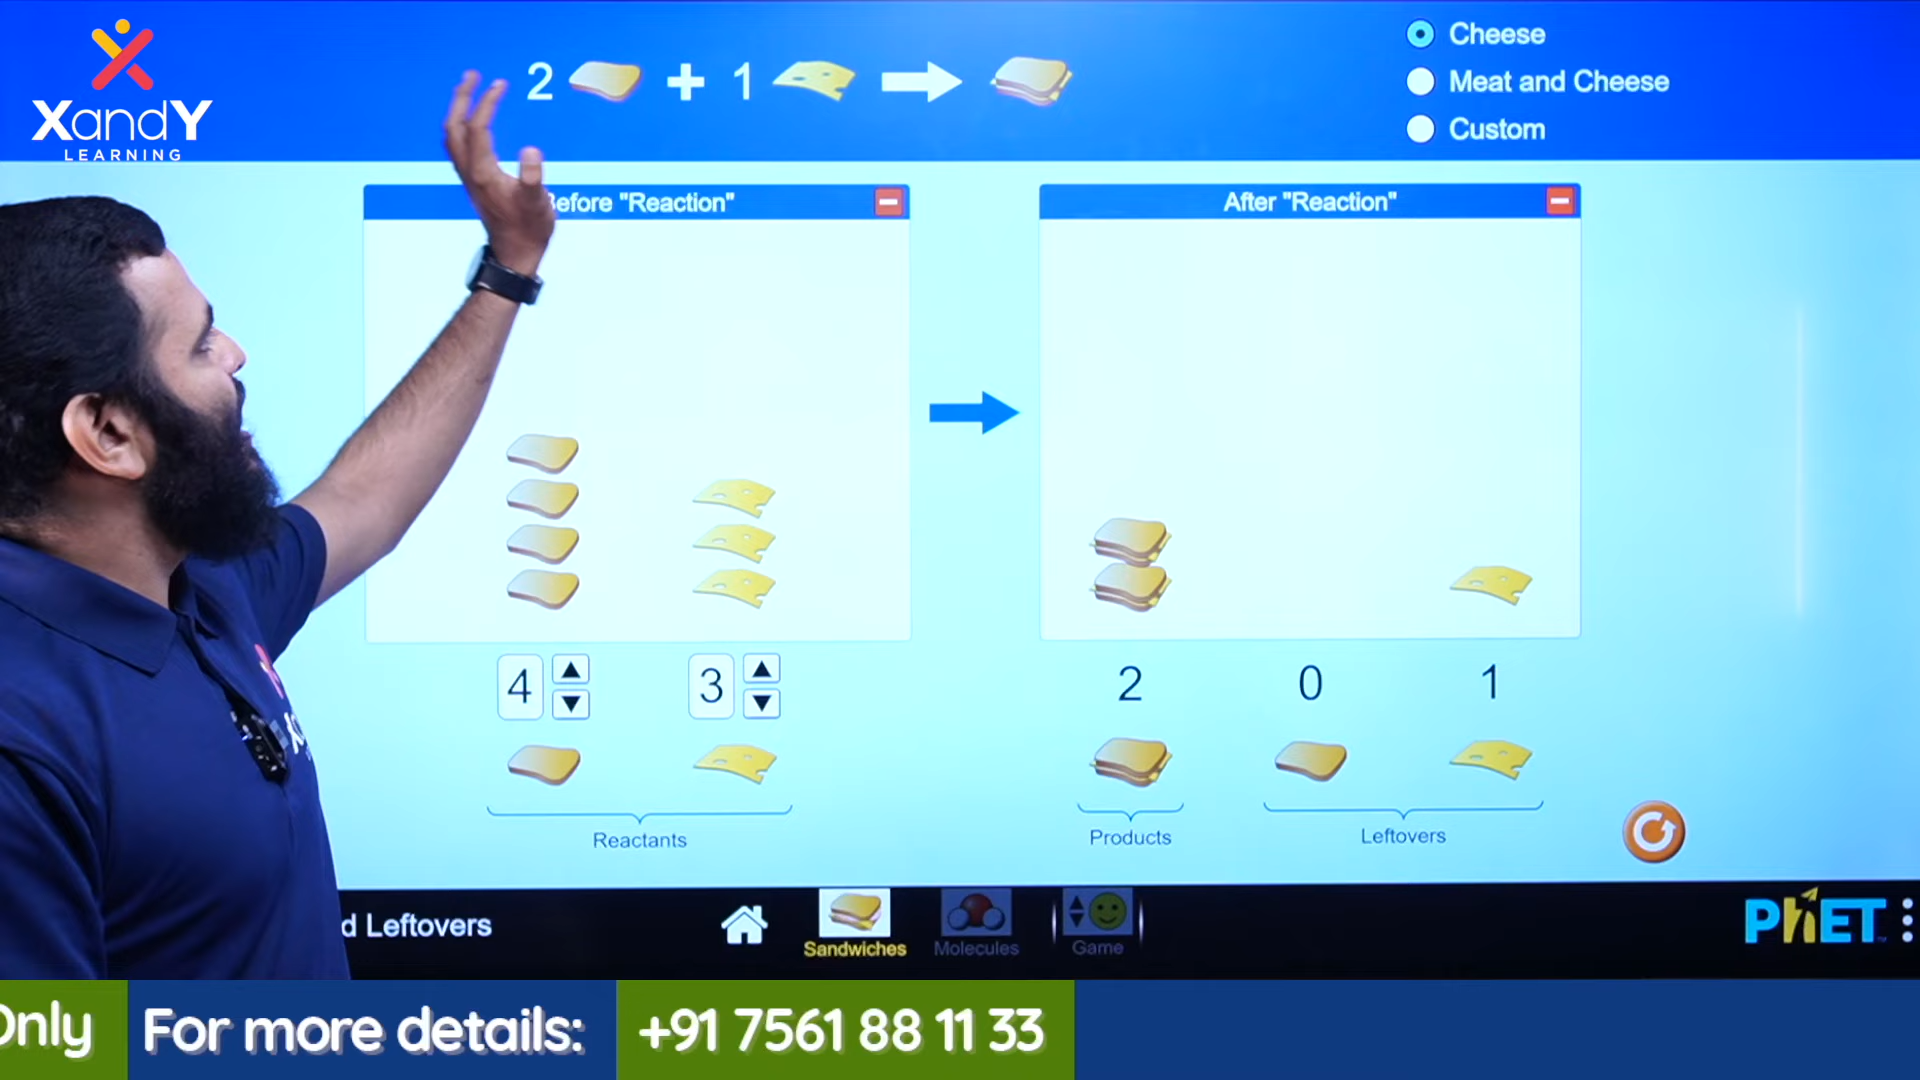 XandY
LEARNING
2 + 1
Cheese
Meat and Cheese
Custom
Before "Reaction"
After "Reaction"
4 3
2 0 1
Reactants
Products
Leftovers
d Leftovers
Sandwiches
Molecules
Game
PhET
Only
For more details:
+91 7561 88 11 33